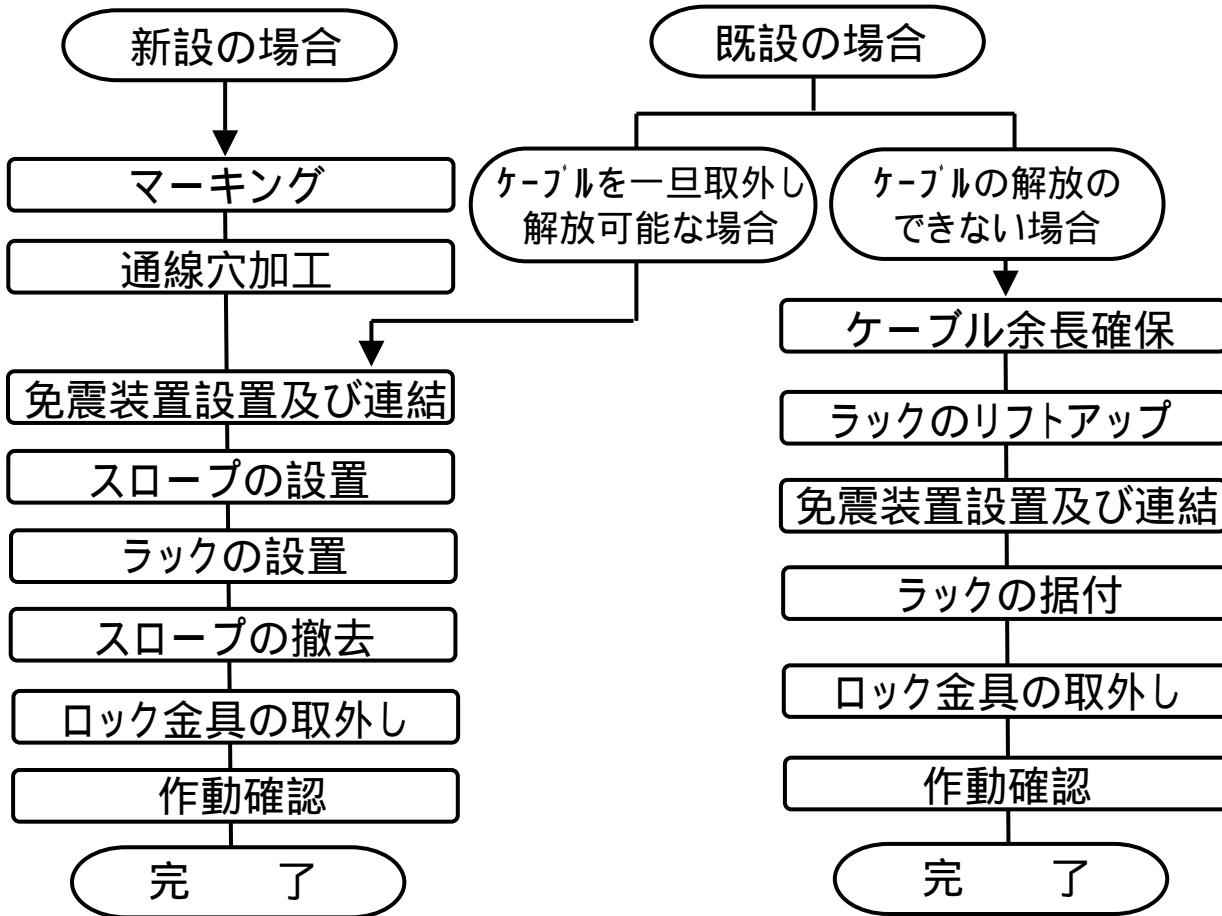 新設の場合
マーキング
通線穴加工
免震装置設置及び連結
スロープの設置
ラックの設置
スロープの撤去
ロック金具の取外し
作動確認
完　　了
既設の場合
ｹｰﾌﾞﾙを一旦取外し
解放可能な場合
ｹｰﾌﾞﾙの解放の
できない場合
ケーブル余長確保
ラックのリフトアップ
免震装置設置及び連結
ラックの据付
ロック金具の取外し
作動確認
完　　了